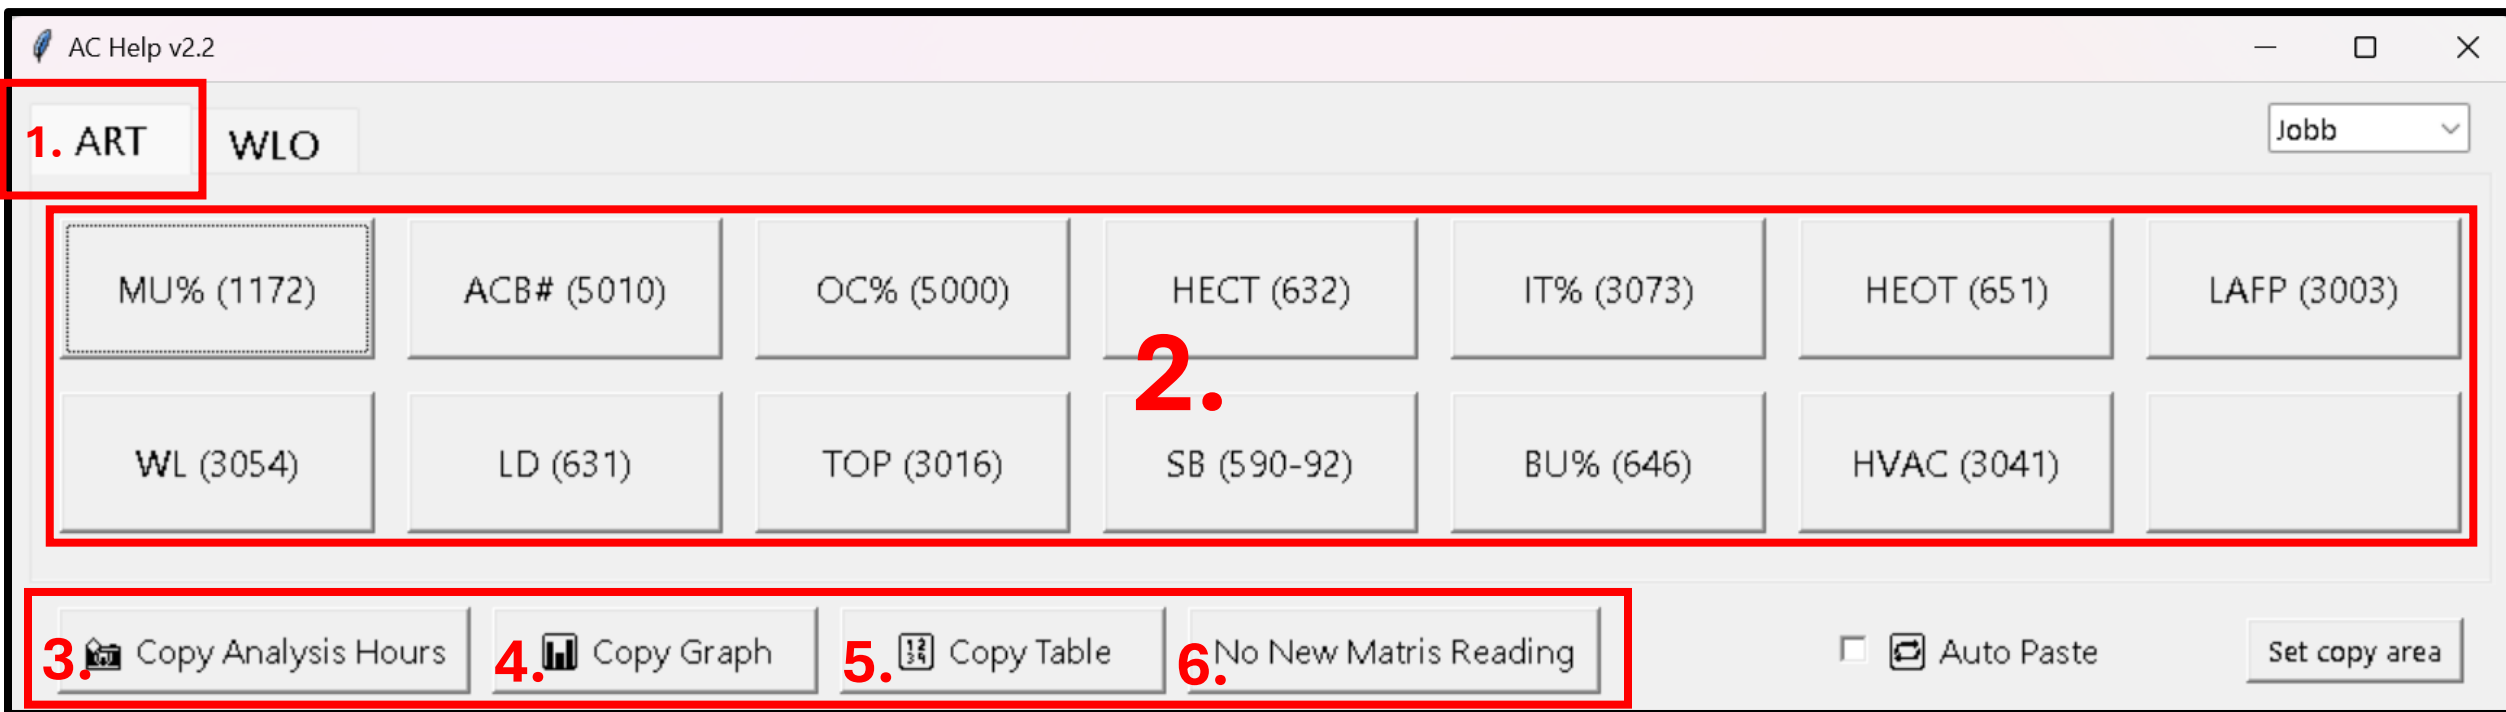 AC Help v2.2
1. ART
WLO
Jobb
MU% (1172)
ACB# (5010)
OC% (5000)
HECT (632)
IT% (3073)
HEOT (651)
LAFP (3003)
2.
WL (3054)
LD (631)
TOP (3016)
SB (590-92)
BU% (646)
HVAC (3041)
3. Copy Analysis Hours
4. Copy Graph
5. 12 34 Copy Table
6. No New Matris Reading
Auto Paste
Set copy area